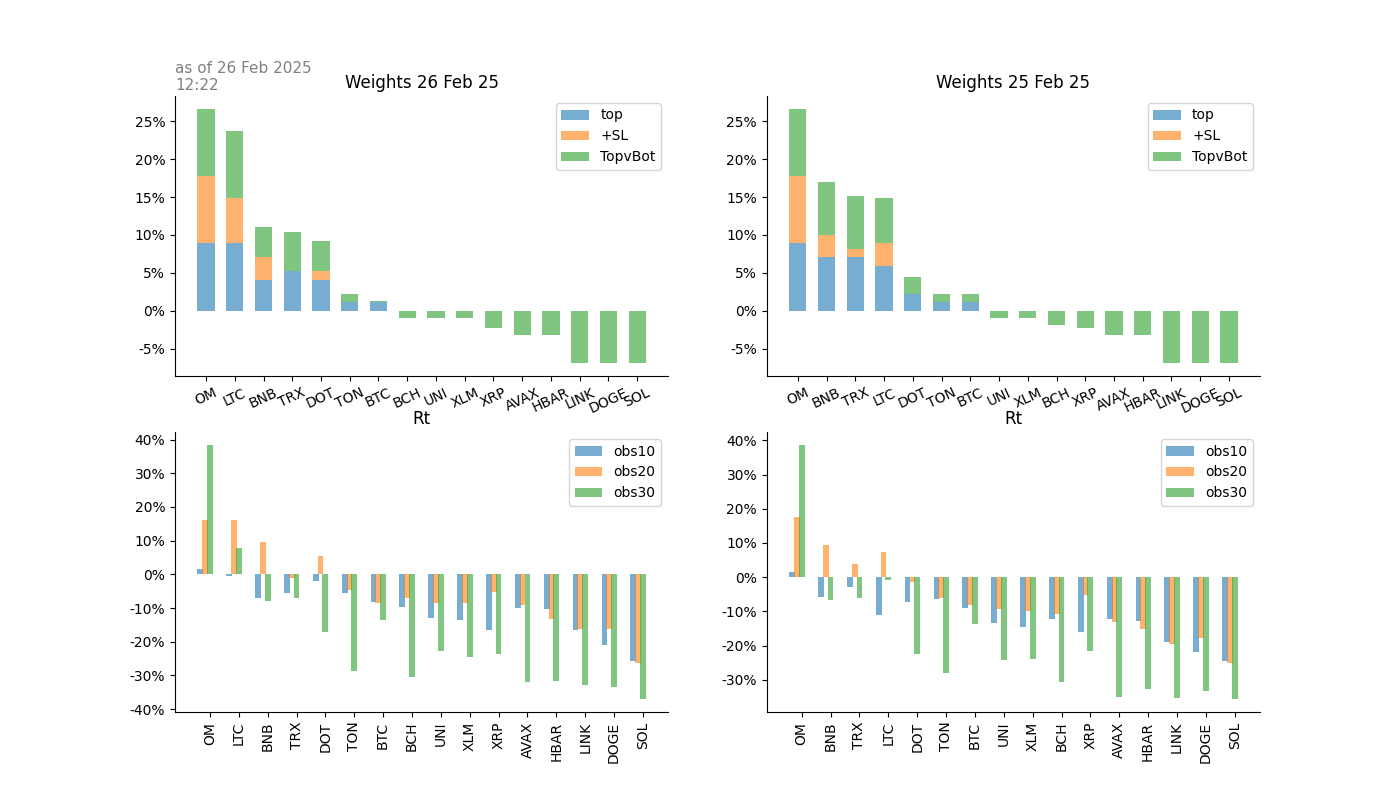 as of 26 Feb 2025
12:22
Weights 26 Feb 25
25%
20%
15%
10%
5%
0%
-5%
top
+SL
TopvBot
OM LTC BNB TRX DOT TON BTC BCH UNI XLM XRP AVAX HBAR LINK DOGE SOL
Weights 25 Feb 25
25%
20%
15%
10%
5%
0%
-5%
top
+SL
TopvBot
OM BNB TRX LTC DOT TON BTC UNI XLM BCH XRP AVAX HBAR LINK DOGE SOL
Rt
40%
30%
20%
10%
0%
-10%
-20%
-30%
-40%
obs10
obs20
obs30
OM LTC BNB TRX DOT TON BTC BCH UNI XLM XRP AVAX HBAR LINK DOGE SOL
Rt
40%
30%
20%
10%
0%
-10%
-20%
-30%
obs10
obs20
obs30
OM BNB TRX LTC DOT TON BTC UNI XLM BCH XRP AVAX HBAR LINK DOGE SOL